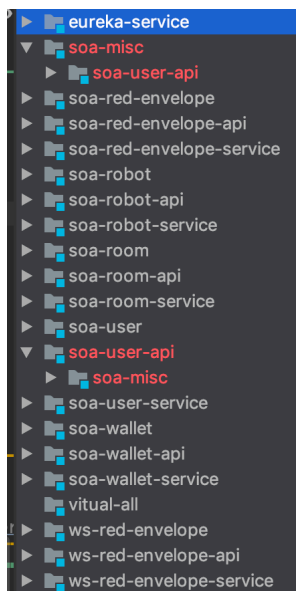 eureka-service
soa-misc
soa-user-api
soa-red-envelope
soa-red-envelope-api
soa-red-envelope-service
soa-robot
soa-robot-api
soa-robot-service
soa-room
soa-room-api
soa-room-service
soa-user
soa-user-api
soa-misc
soa-user-service
soa-wallet
soa-wallet-api
soa-wallet-service
vitual-all
ws-red-envelope
ws-red-envelope-api
ws-red-envelope-service